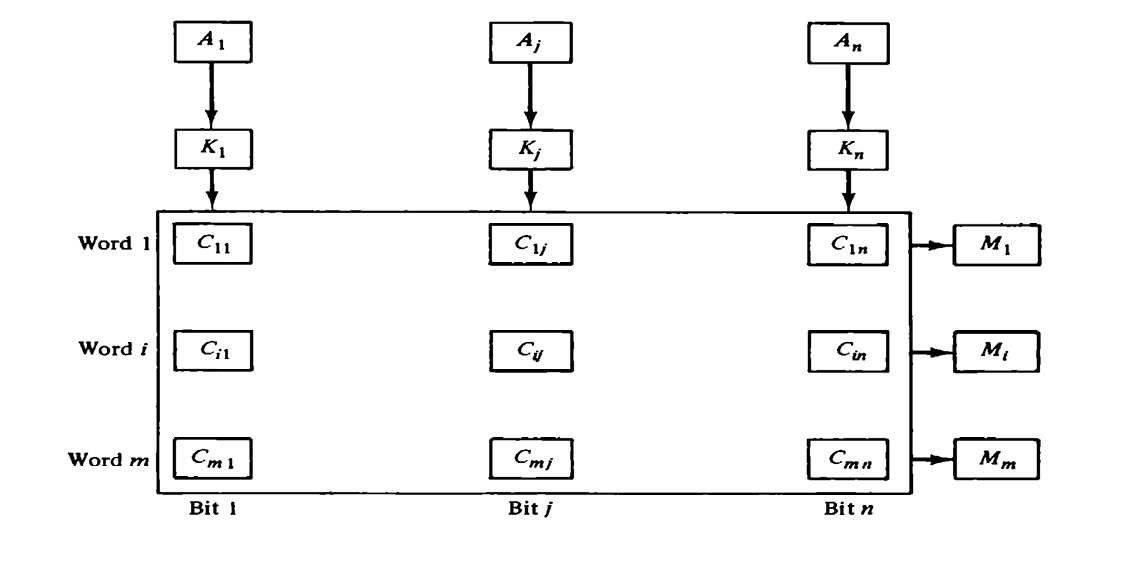 A₁ Aⱼ Aₙ
K₁ Kⱼ Kₙ
Word 1 C₁₁ C₁ⱼ C₁ₙ M₁
Word i Cᵢ₁ Cᵢⱼ Cᵢₙ Mᵢ
Word m Cₘ₁ Cₘⱼ Cₘₙ Mₘ
Bit 1 Bit j Bit n